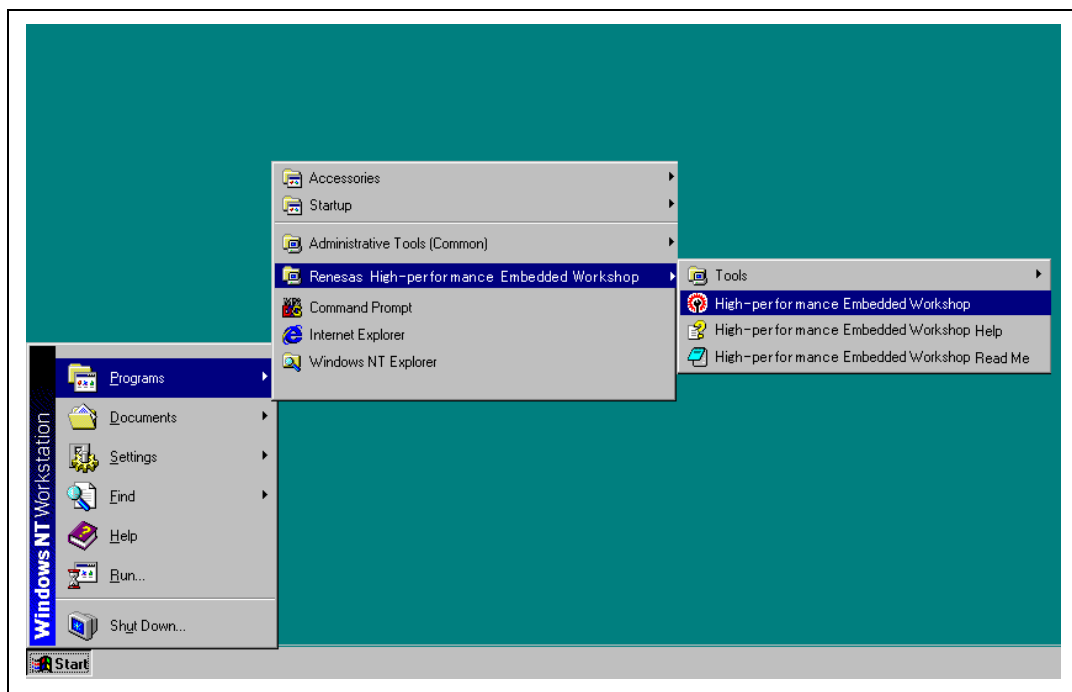 Accessories
Startup
Administrative Tools (Common)
Renesas High-performance Embedded Workshop
Command Prompt
Internet Explorer
Windows NT Explorer
Tools
High-performance Embedded Workshop
High-performance Embedded Workshop Help
High-performance Embedded Workshop Read Me
Windows NT Workstation
Programs
Documents
Settings
Find
Help
Run...
Shut Down...
Start